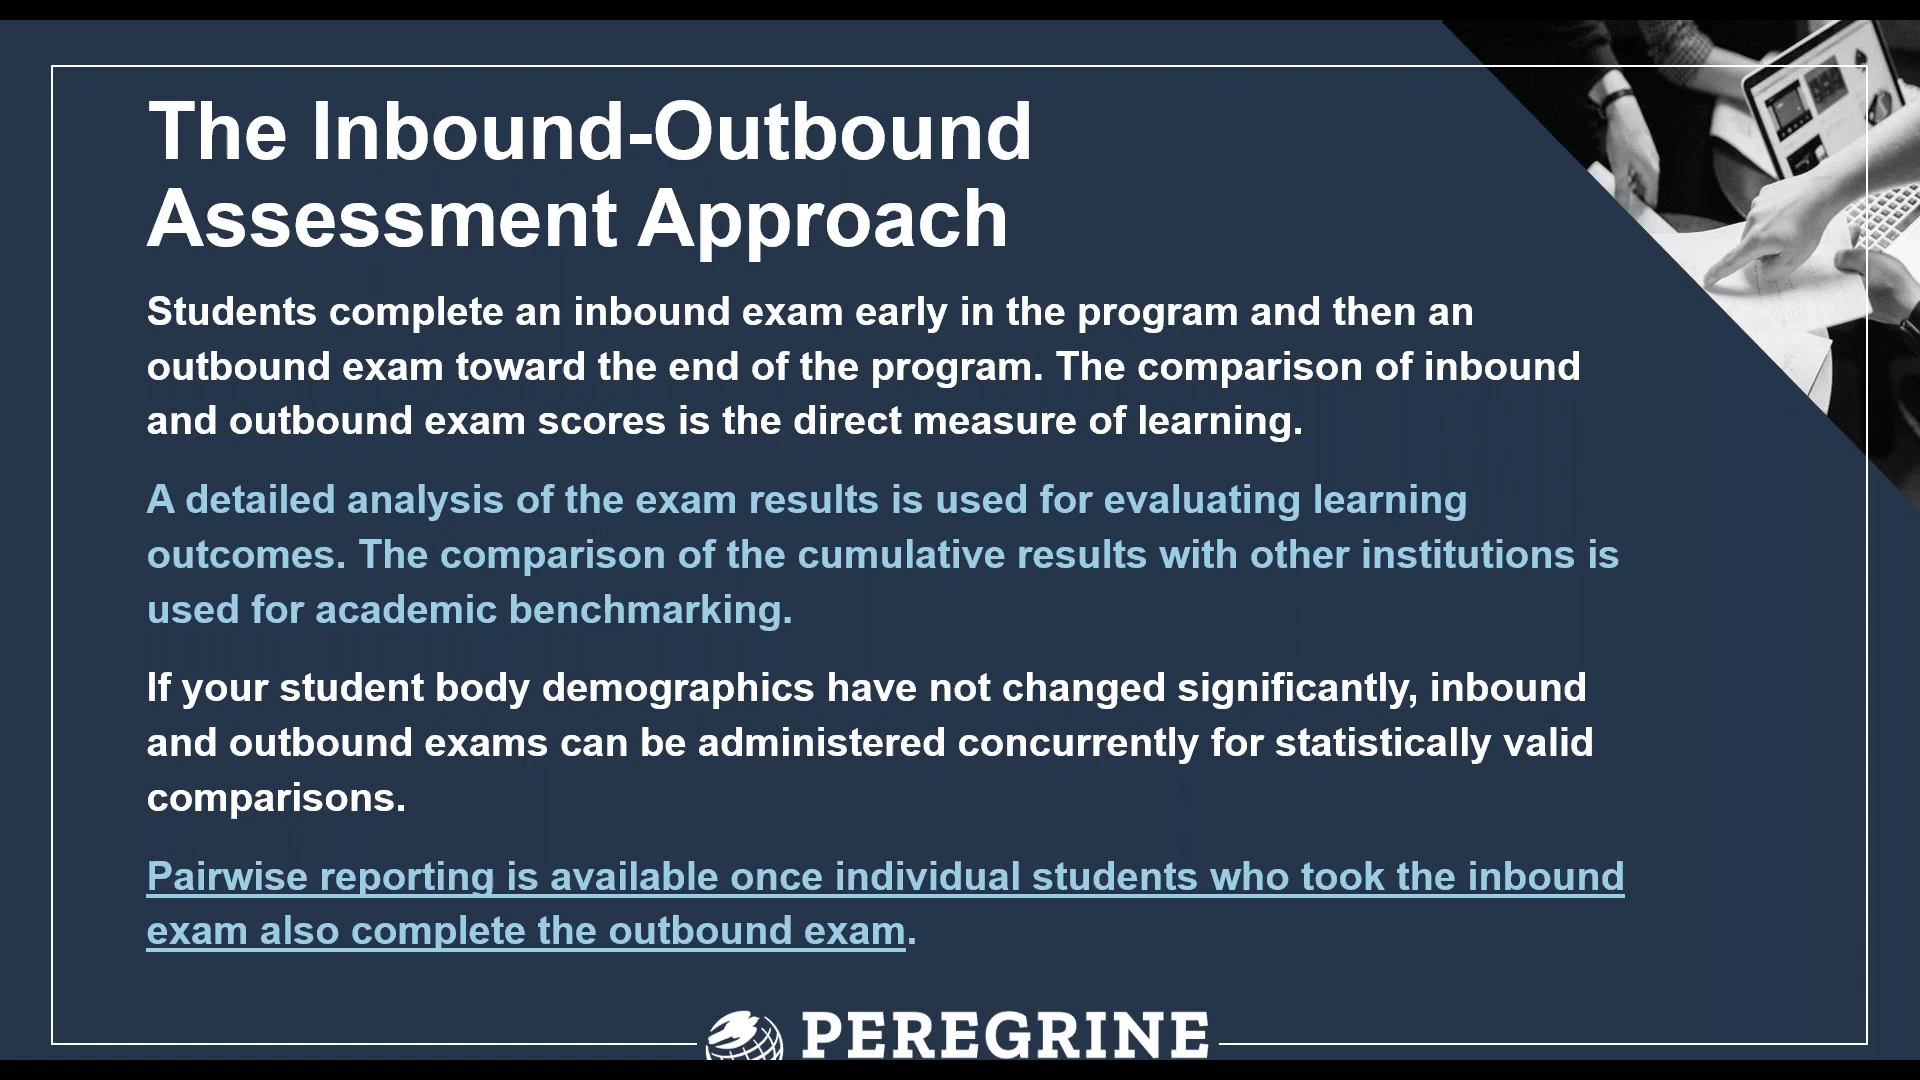 The Inbound-Outbound
Assessment Approach
Students complete an inbound exam early in the program and then an
outbound exam toward the end of the program. The comparison of inbound
and outbound exam scores is the direct measure of learning.
A detailed analysis of the exam results is used for evaluating learning
outcomes. The comparison of the cumulative results with other institutions is
used for academic benchmarking.
If your student body demographics have not changed significantly, inbound
and outbound exams can be administered concurrently for statistically valid
comparisons.
Pairwise reporting is available once individual students who took the inbound
exam also complete the outbound exam.
PEREGRINE